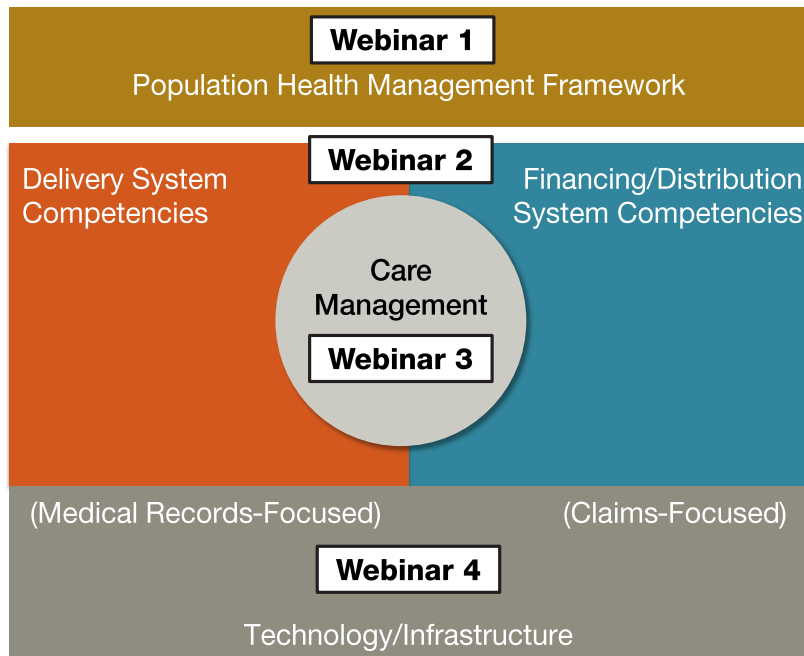 Webinar 1
Population Health Management Framework
Webinar 2
Delivery System
Competencies
Financing/Distribution
System Competencies
Care
Management
Webinar 3
(Medical Records-Focused)
(Claims-Focused)
Webinar 4
Technology/Infrastructure